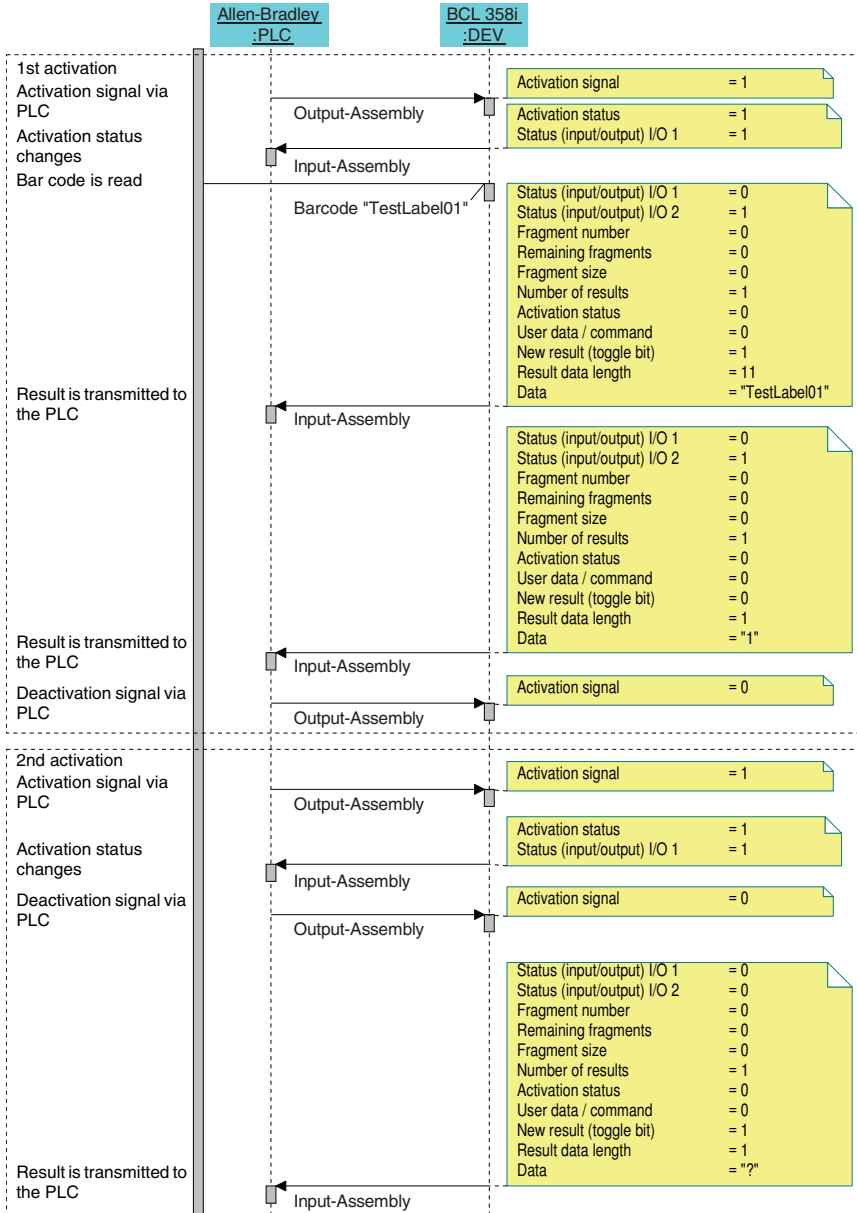 Allen-Bradley
:PLC
BCL 358i
:DEV
1st activation
Activation signal via
PLC
Output-Assembly
Activation signal = 1
Activation status = 1
Status (input/output) I/O 1 = 1
Activation status
changes
Input-Assembly
Bar code is read
Barcode "TestLabel01"
Status (input/output) I/O 1 = 0
Status (input/output) I/O 2 = 1
Fragment number = 0
Remaining fragments = 0
Fragment size = 0
Number of results = 1
Activation status = 0
User data / command = 0
New result (toggle bit) = 1
Result data length = 11
Data = "TestLabel01"
Result is transmitted to
the PLC
Input-Assembly
Status (input/output) I/O 1 = 0
Status (input/output) I/O 2 = 1
Fragment number = 0
Remaining fragments = 0
Fragment size = 0
Number of results = 1
Activation status = 0
User data / command = 0
New result (toggle bit) = 0
Result data length = 1
Data = "1"
Result is transmitted to
the PLC
Input-Assembly
Deactivation signal via
PLC
Output-Assembly
Activation signal = 0
2nd activation
Activation signal via
PLC
Output-Assembly
Activation signal = 1
Activation status = 1
Status (input/output) I/O 1 = 1
Activation status
changes
Input-Assembly
Deactivation signal via
PLC
Output-Assembly
Activation signal = 0
Status (input/output) I/O 1 = 0
Status (input/output) I/O 2 = 0
Fragment number = 0
Remaining fragments = 0
Fragment size = 0
Number of results = 1
Activation status = 0
User data / command = 0
New result (toggle bit) = 1
Result data length = 1
Data = "?"
Result is transmitted to
the PLC
Input-Assembly